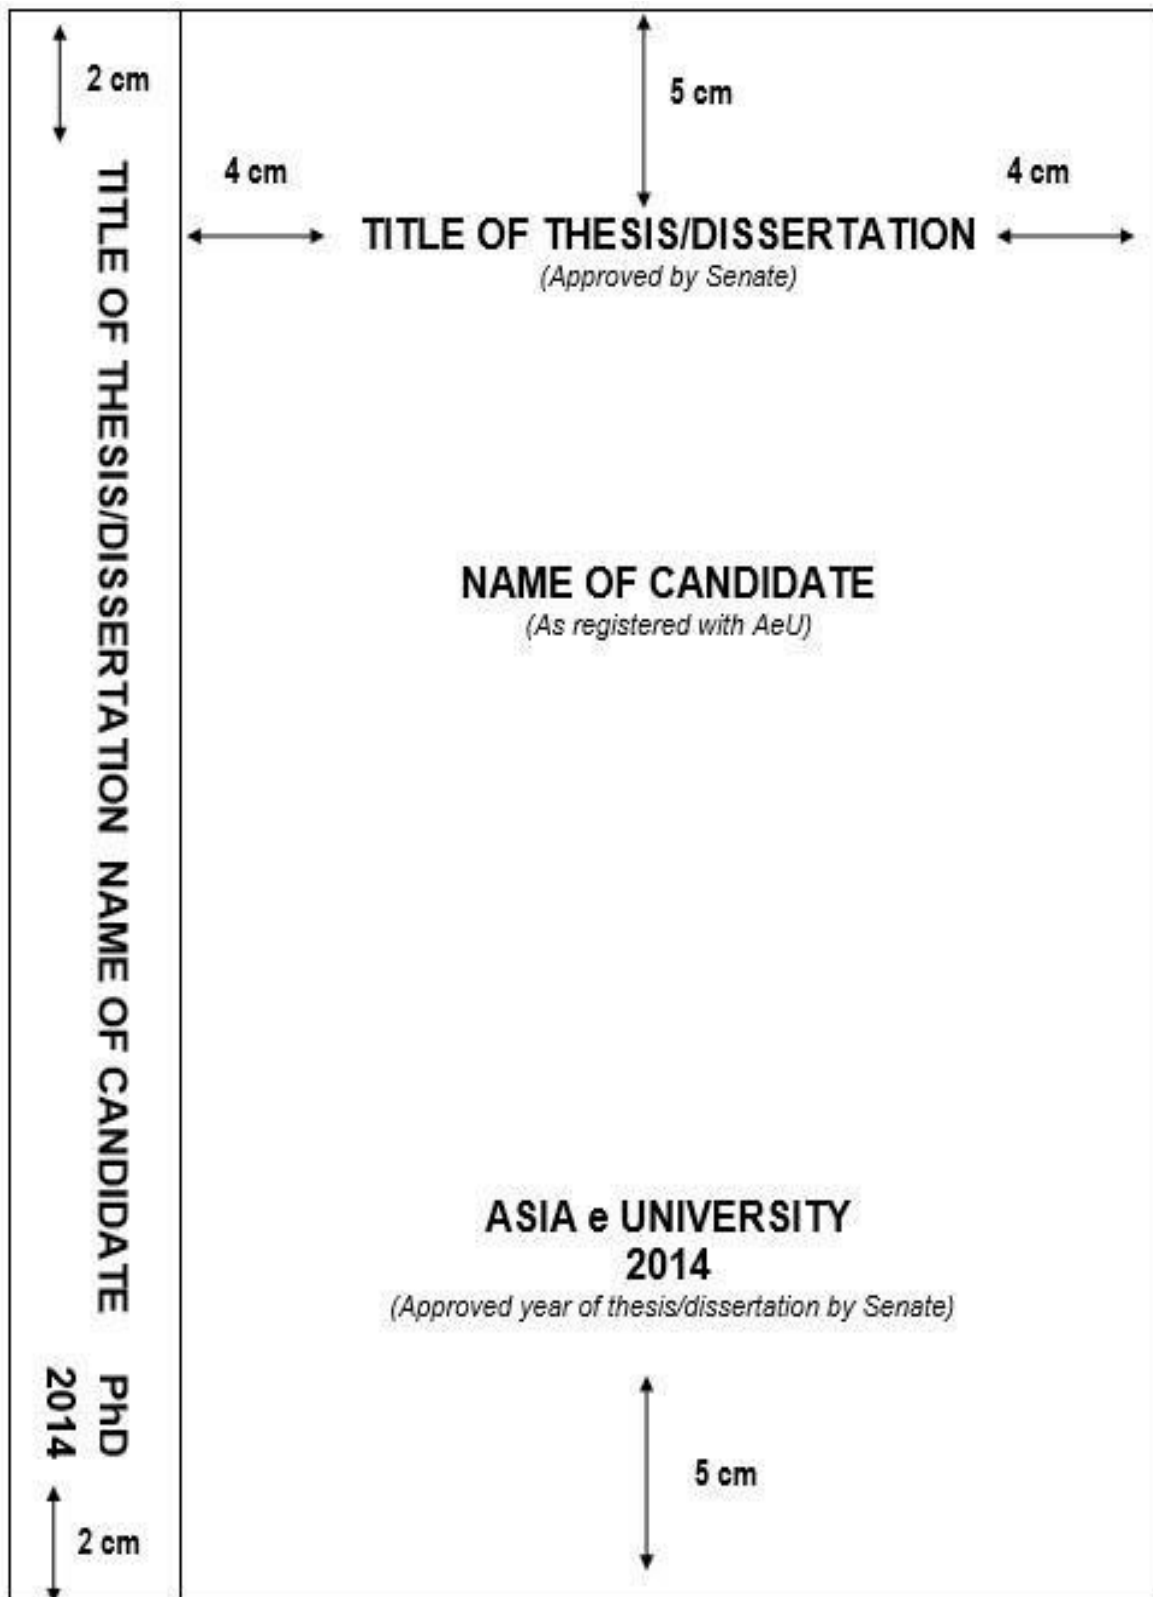 2 cm
TITLE OF THESIS/DISSERTATION NAME OF CANDIDATE PhD
2014
2 cm
5 cm
4 cm
4 cm
TITLE OF THESIS/DISSERTATION
(Approved by Senate)
NAME OF CANDIDATE
(As registered with AeU)
ASIA e UNIVERSITY
2014
(Approved year of thesis/dissertation by Senate)
5 cm